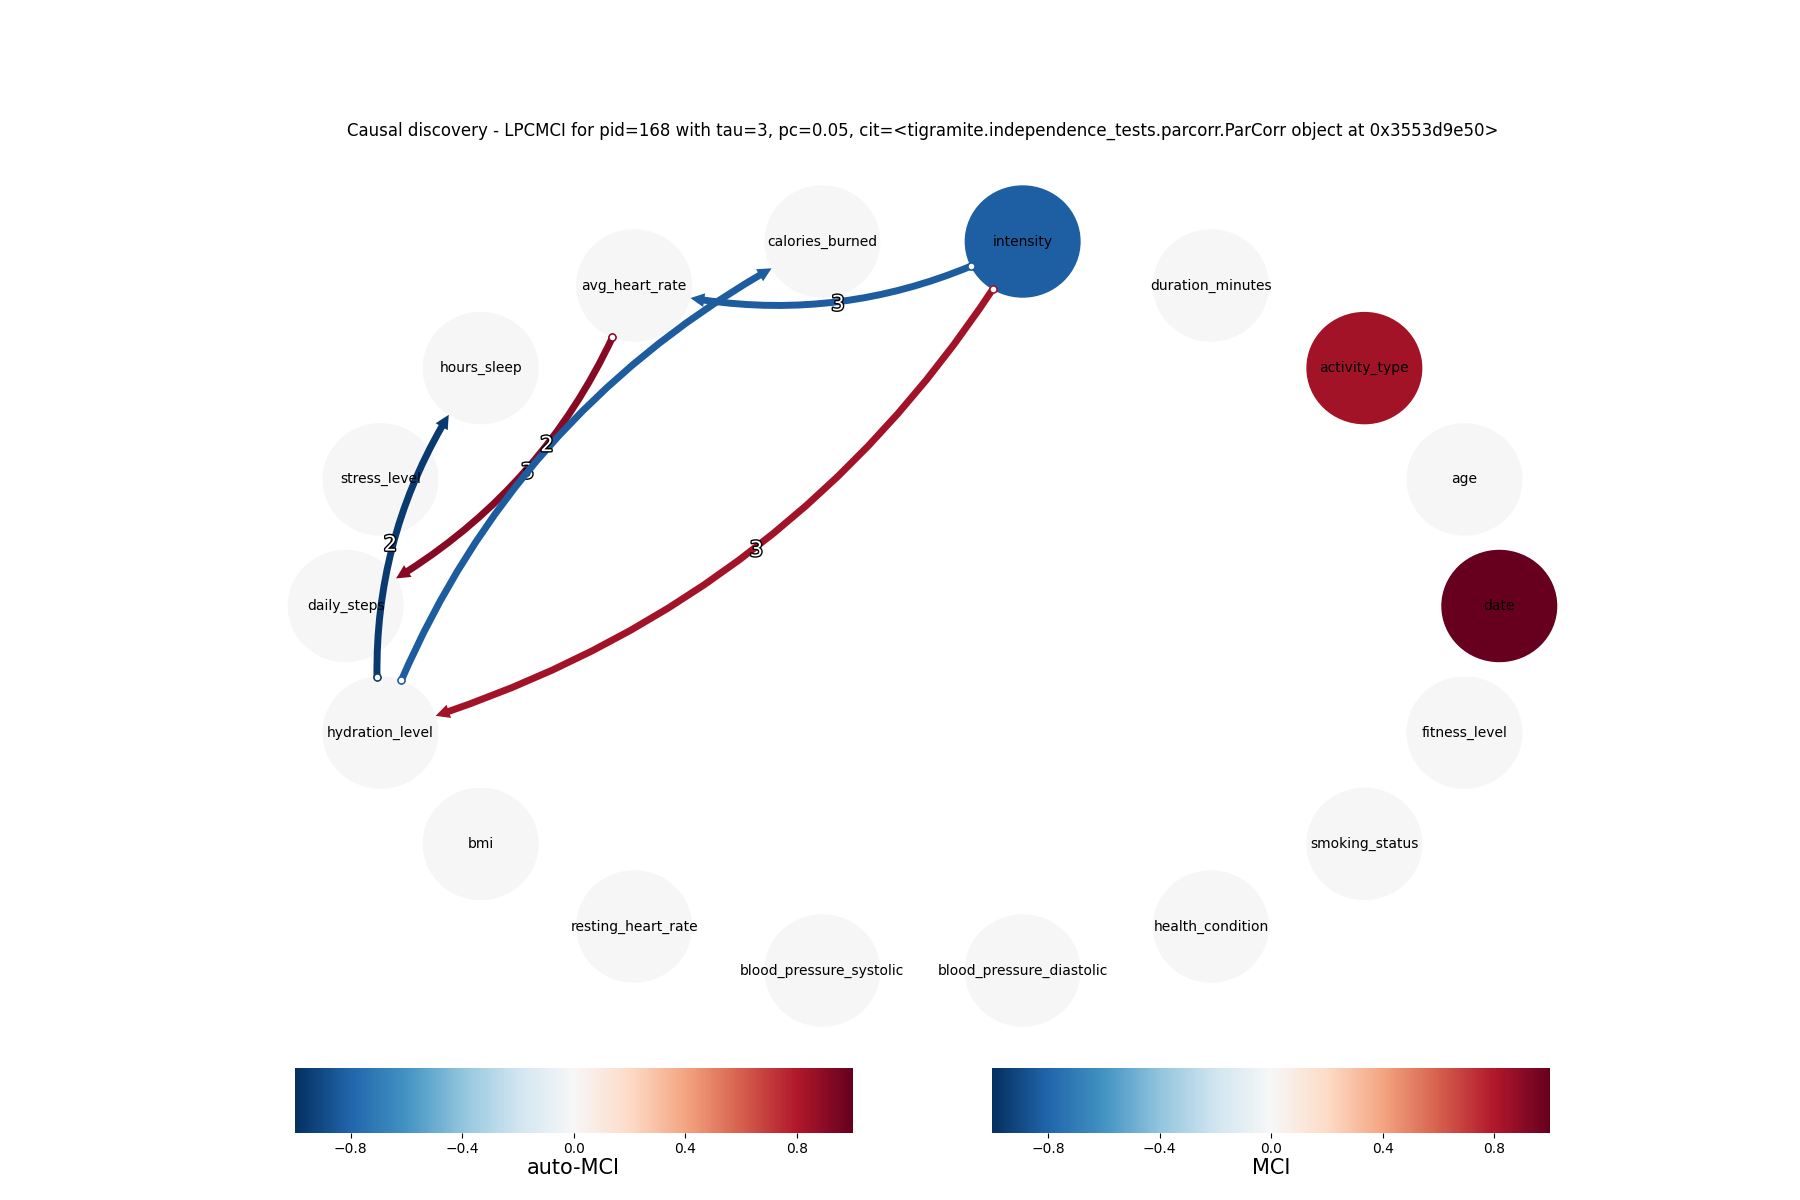 Causal discovery - LPCMCI for pid=168 with tau=3, pc=0.05, cit=<tigramite.independence_tests.parcorr.ParCorr object at 0x3553d9e50>
calories_burned
intensity
avg_heart_rate
duration_minutes
3
hours_sleep
activity_type
2
3
stress_level
age
2
3
daily_steps
date
hydration_level
fitness_level
bmi
smoking_status
resting_heart_rate
health_condition
blood_pressure_systolic
blood_pressure_diastolic
−0.8 −0.4 0.0 0.4 0.8
auto-MCI
−0.8 −0.4 0.0 0.4 0.8
MCI